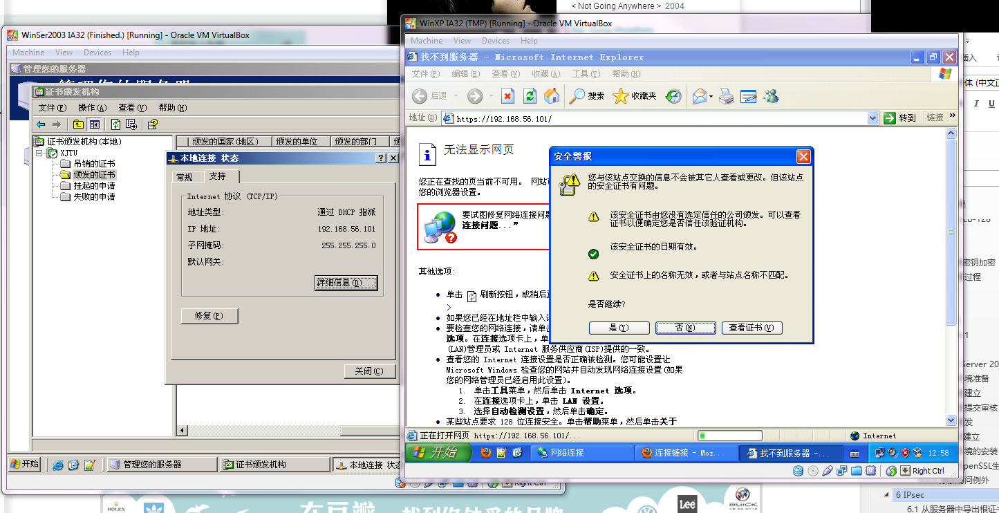 < Not Going Anywhere > 2004
WinSer2003 IA32 (Finished.) [Running] - Oracle VM VirtualBox
Machine View Devices Help
管理您的服务器
证书颁发机构
文件(F) 操作(A) 查看(V) 帮助(H)
证书颁发机构(本地)
XJTU
吊销的证书
颁发的证书
挂起的申请
失败的申请
颁发的国家(地区) 颁发的单位 颁发的部门
本地连接 状态
常规 支持
Internet 协议 (TCP/IP)
地址类型: 通过 DHCP 指派
IP 地址: 192.168.56.101
子网掩码: 255.255.255.0
默认网关:
详细信息(D)...
修复(P)
关闭(C)
开始 管理您的服务器 证书颁发机构 本地连接 状态
Right Ctrl
WinXP IA32 (TMP) [Running] - Oracle VM VirtualBox
Machine View Devices Help
找不到服务器 - Microsoft Internet Explorer
文件(F) 编辑(E) 查看(V) 收藏(A) 工具(T) 帮助(H)
后退 搜索 收藏夹
地址(D) https://192.168.56.101/ 转到 链接 »
无法显示网页
您正在查找的页当前不可用。 网站
您的浏览器设置。
要试图修复网络连接问
连接问题..."
其他选项:
单击 刷新按钮，或稍后
>
如果您已经在地址栏中输入
要检查您的网络连接，请单击
选项。在连接选项卡上，单
(LAN)管理员或 Internet 服务供应商(ISP)提供的一致。
查看您的 Internet 连接设置是否正确被检测。您可能设置让
Microsoft Windows 检查您的网站并自动发现网络连接设置(如果
您的网络管理员已经启用此设置)。
1. 单击工具菜单，然后单击 Internet 选项。
2. 在连接选项卡上，单击 LAN 设置。
3. 选择自动检测设置，然后单击确定。
某些站点要求 128 位连接安全。单击帮助菜单，然后单击关于
安全警报
您与该站点交换的信息不会被其它人查看或更改。但该站点
的安全证书有问题。
该安全证书由您没有选定信任的公司颁发。可以查看
证书以便确定您是否信任该验证机构。
该安全证书的日期有效。
安全证书上的名称无效，或者与站点名称不匹配。
是否继续?
是(Y) 否(N) 查看证书(V)
正在打开网页 https://192.168.56.101/... Internet
开始 网络连接 连接链接 - Moz... 找不到服务器 -... 12:58
Right Ctrl
插入
体 (中文正
I U
cb-128
密钥加密
过程
1
Server 20
境准备
建立
提交审核
发
建立
境的安装
penSSL生
问例外
6 IPsec
6.1 从服务器中导出根证
ROLEX
Lee
BUICK